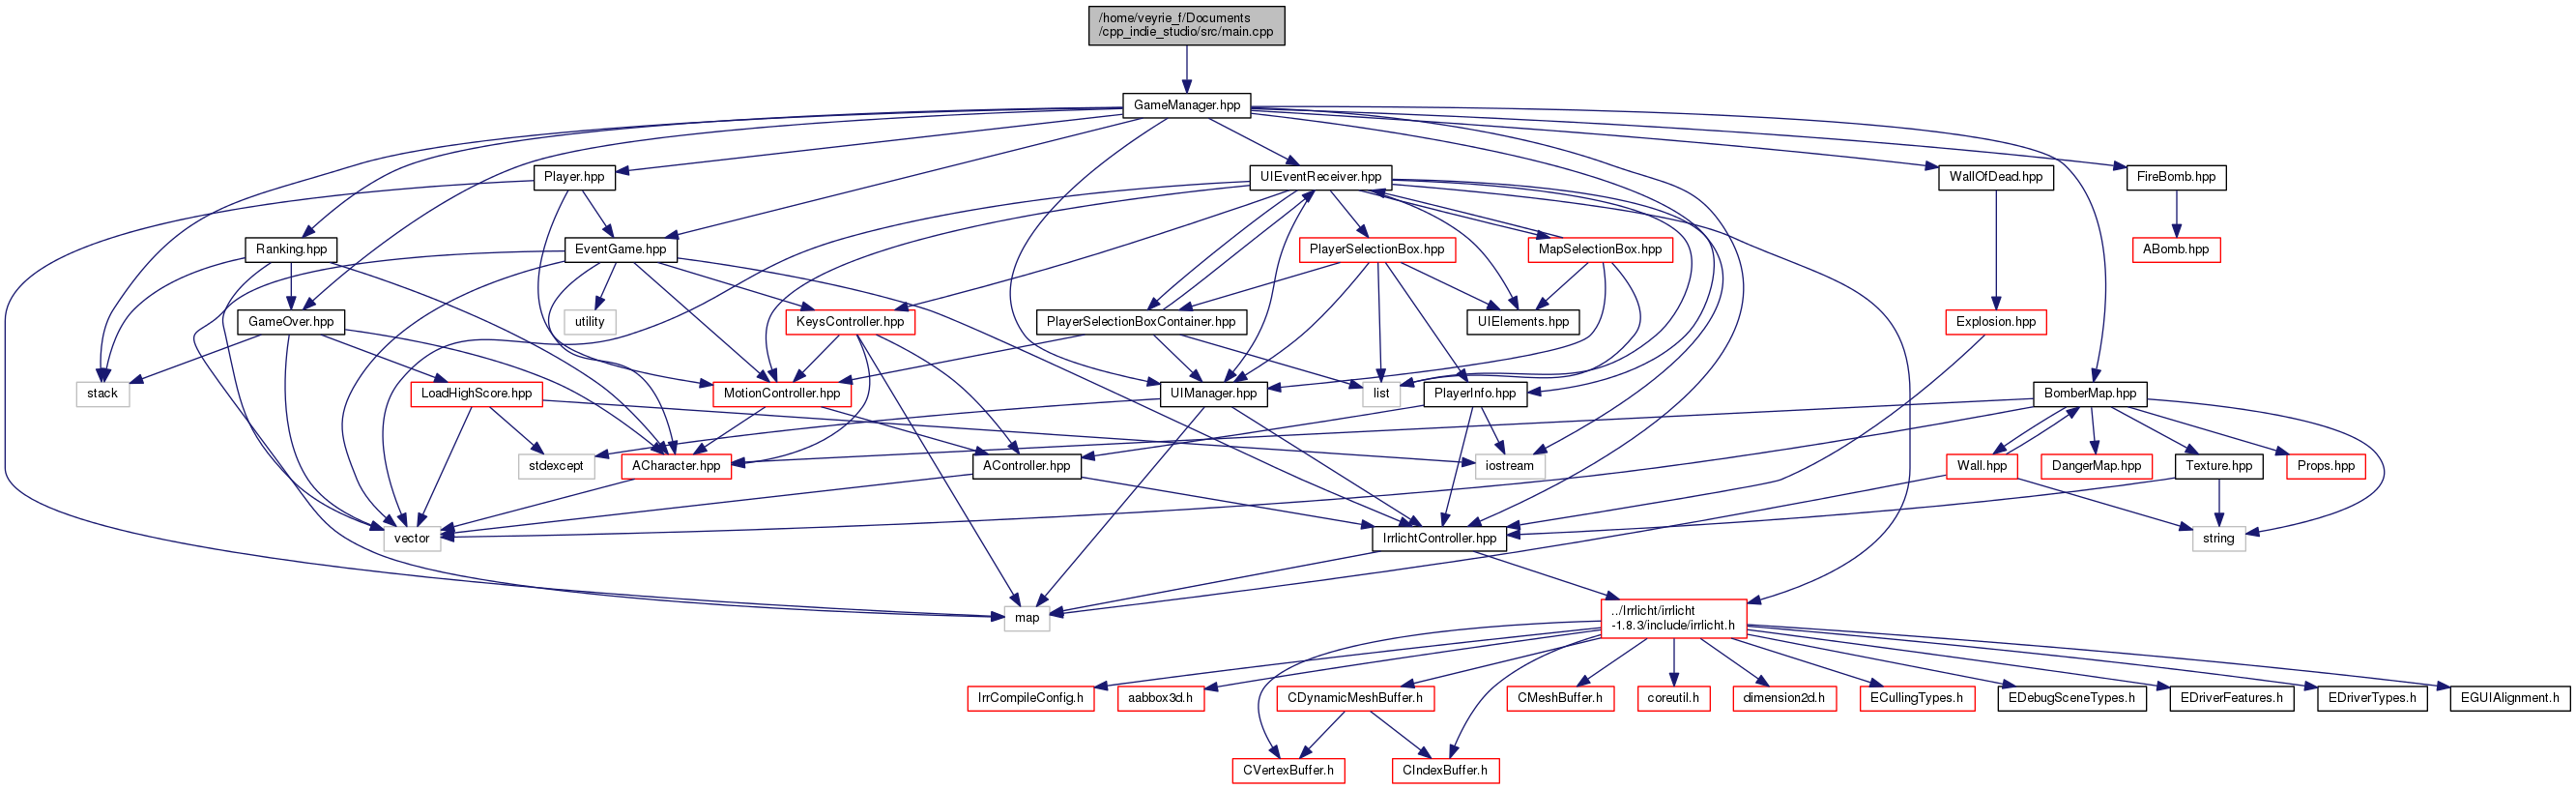 /home/veyrie_f/Documents
/cpp_indie_studio/src/main.cpp
GameManager.hpp
Player.hpp
UIEventReceiver.hpp
WallOfDead.hpp
FireBomb.hpp
Ranking.hpp
EventGame.hpp
PlayerSelectionBox.hpp
MapSelectionBox.hpp
ABomb.hpp
GameOver.hpp
utility
KeysController.hpp
PlayerSelectionBoxContainer.hpp
UIElements.hpp
Explosion.hpp
stack
LoadHighScore.hpp
MotionController.hpp
UIManager.hpp
list
PlayerInfo.hpp
BomberMap.hpp
stdexcept
ACharacter.hpp
AController.hpp
iostream
Wall.hpp
DangerMap.hpp
Texture.hpp
Props.hpp
vector
IrrlichtController.hpp
string
map
../Irrlicht/irrlicht
-1.8.3/include/irrlicht.h
IrrCompileConfig.h
aabbox3d.h
CDynamicMeshBuffer.h
CMeshBuffer.h
coreutil.h
dimension2d.h
ECullingTypes.h
EDebugSceneTypes.h
EDriverFeatures.h
EDriverTypes.h
EGUIAlignment.h
CVertexBuffer.h
CIndexBuffer.h